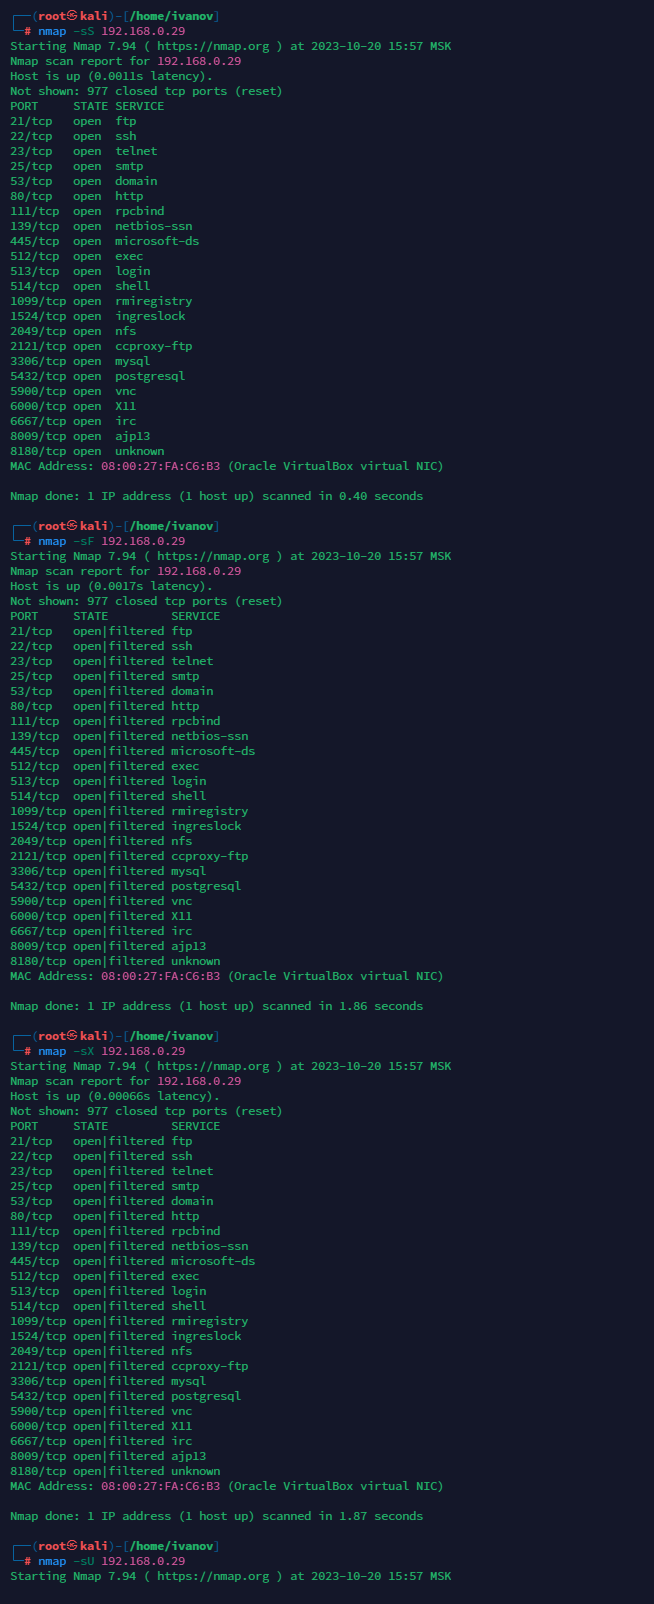 ┌──(root㉿kali)-[/home/ivanov]
└─# nmap -sS 192.168.0.29
Starting Nmap 7.94 ( https://nmap.org ) at 2023-10-20 15:57 MSK
Nmap scan report for 192.168.0.29
Host is up (0.0011s latency).
Not shown: 977 closed tcp ports (reset)
PORT     STATE SERVICE
21/tcp   open  ftp
22/tcp   open  ssh
23/tcp   open  telnet
25/tcp   open  smtp
53/tcp   open  domain
80/tcp   open  http
111/tcp  open  rpcbind
139/tcp  open  netbios-ssn
445/tcp  open  microsoft-ds
512/tcp  open  exec
513/tcp  open  login
514/tcp  open  shell
1099/tcp open  rmiregistry
1524/tcp open  ingreslock
2049/tcp open  nfs
2121/tcp open  ccproxy-ftp
3306/tcp open  mysql
5432/tcp open  postgresql
5900/tcp open  vnc
6000/tcp open  X11
6667/tcp open  irc
8009/tcp open  ajp13
8180/tcp open  unknown
MAC Address: 08:00:27:FA:C6:B3 (Oracle VirtualBox virtual NIC)

Nmap done: 1 IP address (1 host up) scanned in 0.40 seconds

┌──(root㉿kali)-[/home/ivanov]
└─# nmap -sF 192.168.0.29
Starting Nmap 7.94 ( https://nmap.org ) at 2023-10-20 15:57 MSK
Nmap scan report for 192.168.0.29
Host is up (0.0017s latency).
Not shown: 977 closed tcp ports (reset)
PORT     STATE         SERVICE
21/tcp   open|filtered ftp
22/tcp   open|filtered ssh
23/tcp   open|filtered telnet
25/tcp   open|filtered smtp
53/tcp   open|filtered domain
80/tcp   open|filtered http
111/tcp  open|filtered rpcbind
139/tcp  open|filtered netbios-ssn
445/tcp  open|filtered microsoft-ds
512/tcp  open|filtered exec
513/tcp  open|filtered login
514/tcp  open|filtered shell
1099/tcp open|filtered rmiregistry
1524/tcp open|filtered ingreslock
2049/tcp open|filtered nfs
2121/tcp open|filtered ccproxy-ftp
3306/tcp open|filtered mysql
5432/tcp open|filtered postgresql
5900/tcp open|filtered vnc
6000/tcp open|filtered X11
6667/tcp open|filtered irc
8009/tcp open|filtered ajp13
8180/tcp open|filtered unknown
MAC Address: 08:00:27:FA:C6:B3 (Oracle VirtualBox virtual NIC)

Nmap done: 1 IP address (1 host up) scanned in 1.86 seconds

┌──(root㉿kali)-[/home/ivanov]
└─# nmap -sX 192.168.0.29
Starting Nmap 7.94 ( https://nmap.org ) at 2023-10-20 15:57 MSK
Nmap scan report for 192.168.0.29
Host is up (0.00066s latency).
Not shown: 977 closed tcp ports (reset)
PORT     STATE         SERVICE
21/tcp   open|filtered ftp
22/tcp   open|filtered ssh
23/tcp   open|filtered telnet
25/tcp   open|filtered smtp
53/tcp   open|filtered domain
80/tcp   open|filtered http
111/tcp  open|filtered rpcbind
139/tcp  open|filtered netbios-ssn
445/tcp  open|filtered microsoft-ds
512/tcp  open|filtered exec
513/tcp  open|filtered login
514/tcp  open|filtered shell
1099/tcp open|filtered rmiregistry
1524/tcp open|filtered ingreslock
2049/tcp open|filtered nfs
2121/tcp open|filtered ccproxy-ftp
3306/tcp open|filtered mysql
5432/tcp open|filtered postgresql
5900/tcp open|filtered vnc
6000/tcp open|filtered X11
6667/tcp open|filtered irc
8009/tcp open|filtered ajp13
8180/tcp open|filtered unknown
MAC Address: 08:00:27:FA:C6:B3 (Oracle VirtualBox virtual NIC)

Nmap done: 1 IP address (1 host up) scanned in 1.87 seconds

┌──(root㉿kali)-[/home/ivanov]
└─# nmap -sU 192.168.0.29
Starting Nmap 7.94 ( https://nmap.org ) at 2023-10-20 15:57 MSK